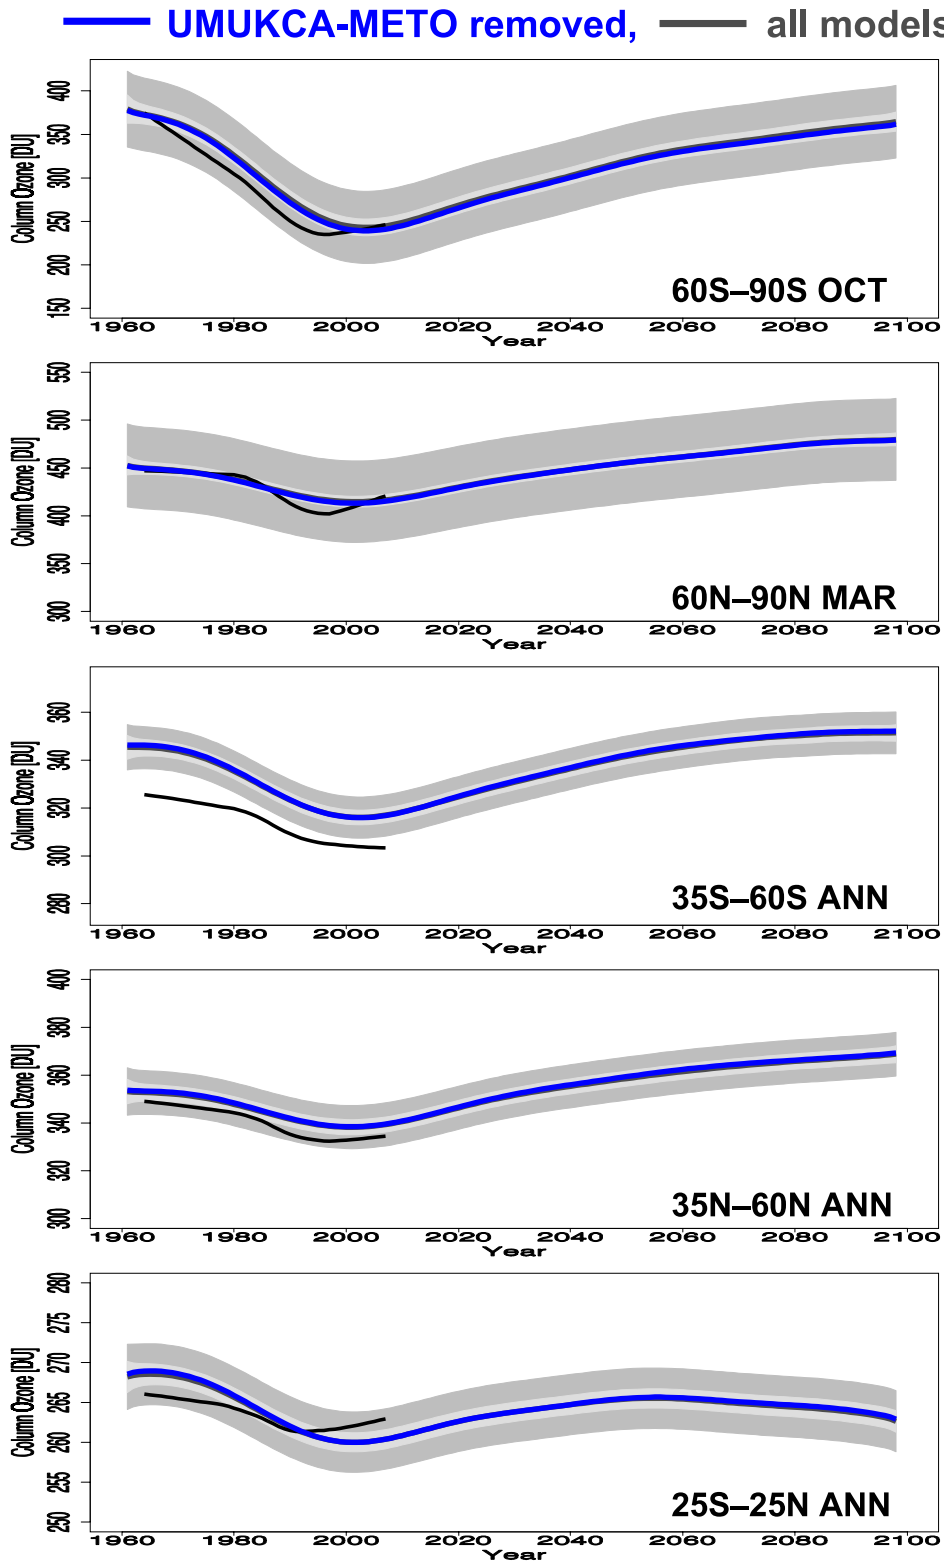 UMUKCA-METO removed, all models
400
350
300
250
200
150
Column Ozone [DU]
60S–90S OCT
1960 1980 2000 2020 2040 2060 2080 2100
Year
550
500
450
400
350
300
Column Ozone [DU]
60N–90N MAR
1960 1980 2000 2020 2040 2060 2080 2100
Year
360
340
320
300
280
Column Ozone [DU]
35S–60S ANN
1960 1980 2000 2020 2040 2060 2080 2100
Year
400
380
360
340
320
300
Column Ozone [DU]
35N–60N ANN
1960 1980 2000 2020 2040 2060 2080 2100
Year
280
275
270
265
260
255
250
Column Ozone [DU]
25S–25N ANN
1960 1980 2000 2020 2040 2060 2080 2100
Year